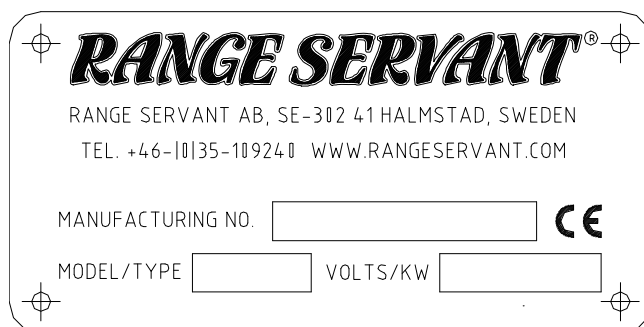 RANGE SERVANT®
RANGE SERVANT AB, SE-302 41 HALMSTAD, SWEDEN
TEL. +46-(0)35-109240 WWW.RANGESERVANT.COM
MANUFACTURING NO. CE
MODEL/TYPE VOLTS/KW